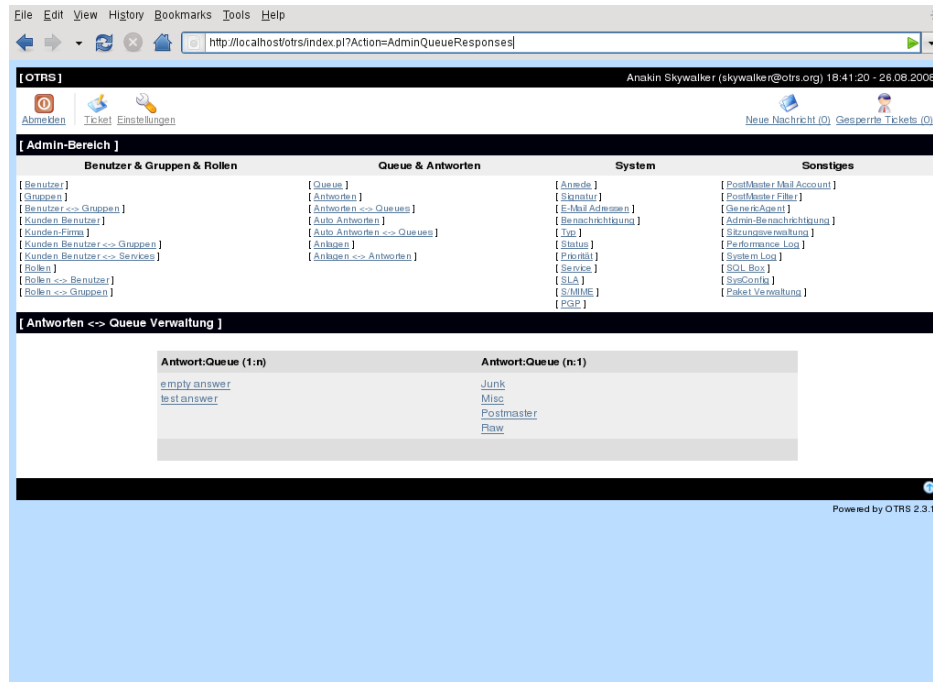 File Edit View History Bookmarks Tools Help
http://localhost/otrs/index.pl?Action=AdminQueueResponses
[ OTRS ] Anakin Skywalker (skywalker@otrs.org) 18:41:20 - 26.08.2008
Abmelden Ticket Einstellungen Neue Nachricht (0) Gesperrte Tickets (0)
[ Admin-Bereich ]
Benutzer & Gruppen & Rollen Queue & Antworten System Sonstiges
[ Benutzer ] [ Queue ] [ Anrede ] [ PostMaster Mail Account ]
[ Gruppen ] [ Antworten ] [ Signatur ] [ PostMaster Filter ]
[ Benutzer <-> Gruppen ] [ Antworten <-> Queues ] [ E-Mail Adressen ] [ GenericAgent ]
[ Kunden Benutzer ] [ Auto Antworten ] [ Benachrichtigung ] [ Admin-Benachrichtigung ]
[ Kunden-Firma ] [ Auto Antworten <-> Queues ] [ Typ ] [ Sitzungsverwaltung ]
[ Kunden Benutzer <-> Gruppen ] [ Anlagen ] [ Status ] [ Performance Log ]
[ Kunden Benutzer <-> Services ] [ Anlagen <-> Antworten ] [ Priorität ] [ System Log ]
[ Rollen ] [ Service ] [ SQL Box ]
[ Rollen <-> Benutzer ] [ SLA ] [ SysConfig ]
[ Rollen <-> Gruppen ] [ S/MIME ] [ Paket Verwaltung ]
[ PGP ]
[ Antworten <-> Queue Verwaltung ]
Antwort:Queue (1:n) Antwort:Queue (n:1)
empty answer Junk
test answer Misc
Postmaster
Raw
Powered by OTRS 2.3.1